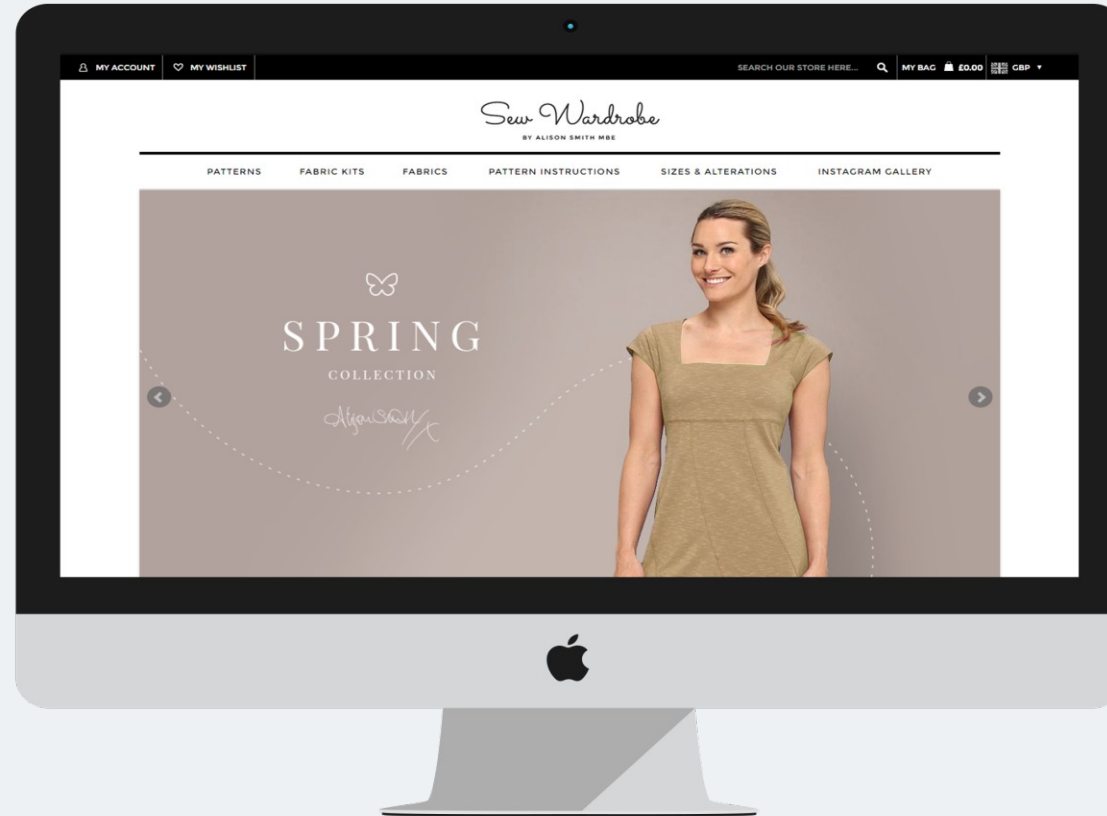 MY ACCOUNT MY WISHLIST SEARCH OUR STORE HERE... MY BAG £0.00 GBP
Sew Wardrobe
BY ALISON SMITH MBE
PATTERNS FABRIC KITS FABRICS PATTERN INSTRUCTIONS SIZES & ALTERATIONS INSTAGRAM GALLERY
SPRING
COLLECTION